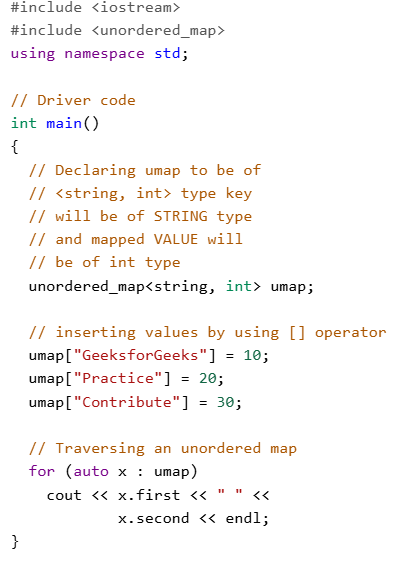 #include <iostream>
#include <unordered_map>
using namespace std;

// Driver code
int main()
{
  // Declaring umap to be of
  // <string, int> type key
  // will be of STRING type
  // and mapped VALUE will
  // be of int type
  unordered_map<string, int> umap;

  // inserting values by using [] operator
  umap["GeeksforGeeks"] = 10;
  umap["Practice"] = 20;
  umap["Contribute"] = 30;

  // Traversing an unordered map
  for (auto x : umap)
    cout << x.first << " " <<
            x.second << endl;
}